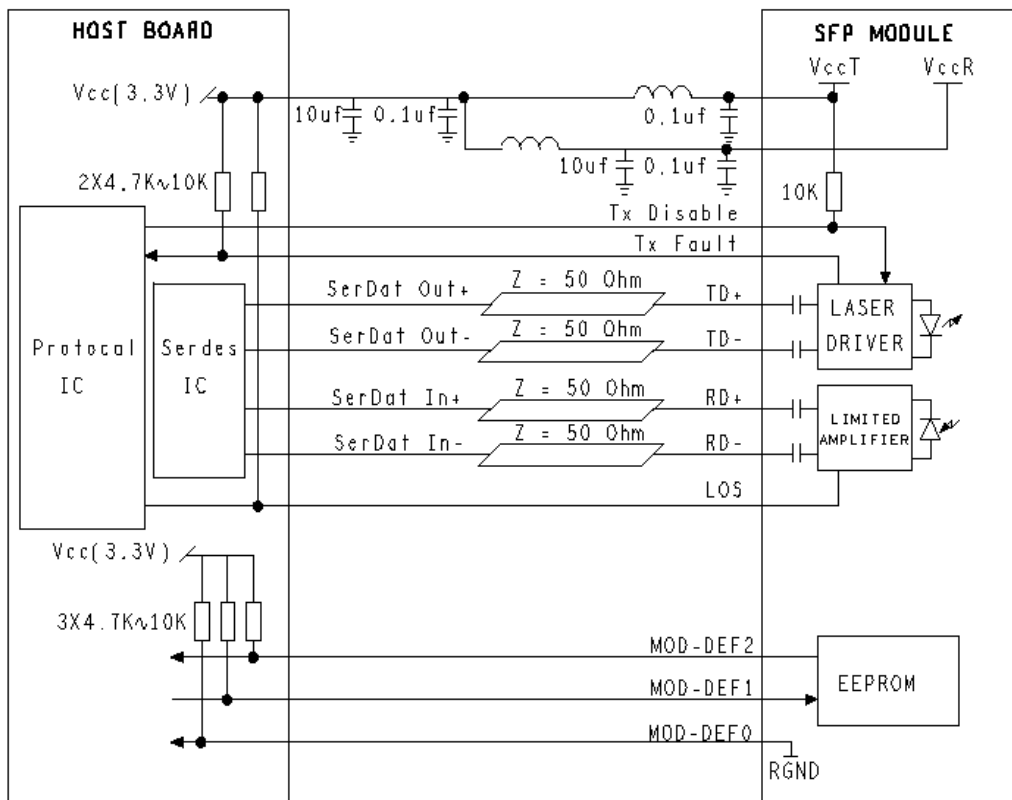 HOST BOARD
SFP MODULE
VccT
VccR
Vcc(3.3V)
10uf
0.1uf
0.1uf
10uf
0.1uf
2X4.7K∿10K
10K
Tx Disable
Tx Fault
SerDat Out+
Z = 50 Ohm
TD+
SerDat Out-
Z = 50 Ohm
TD-
LASER
DRIVER
Protocal
IC
Serdes
IC
SerDat In+
Z = 50 Ohm
RD+
SerDat In-
Z = 50 Ohm
RD-
LIMITED
AMPLIFIER
LOS
Vcc(3.3V)
3X4.7K∿10K
MOD-DEF2
MOD-DEF1
MOD-DEF0
EEPROM
RGND